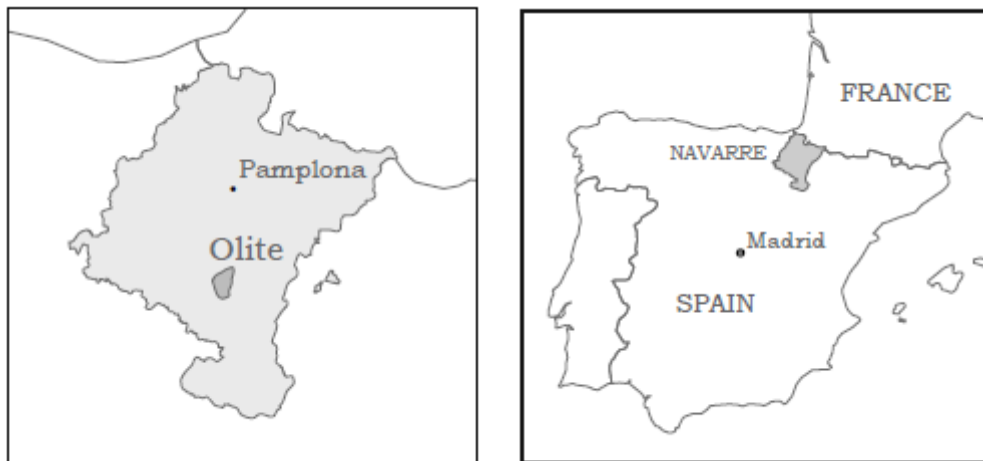 Pamplona
Olite
FRANCE
NAVARRE
Madrid
SPAIN